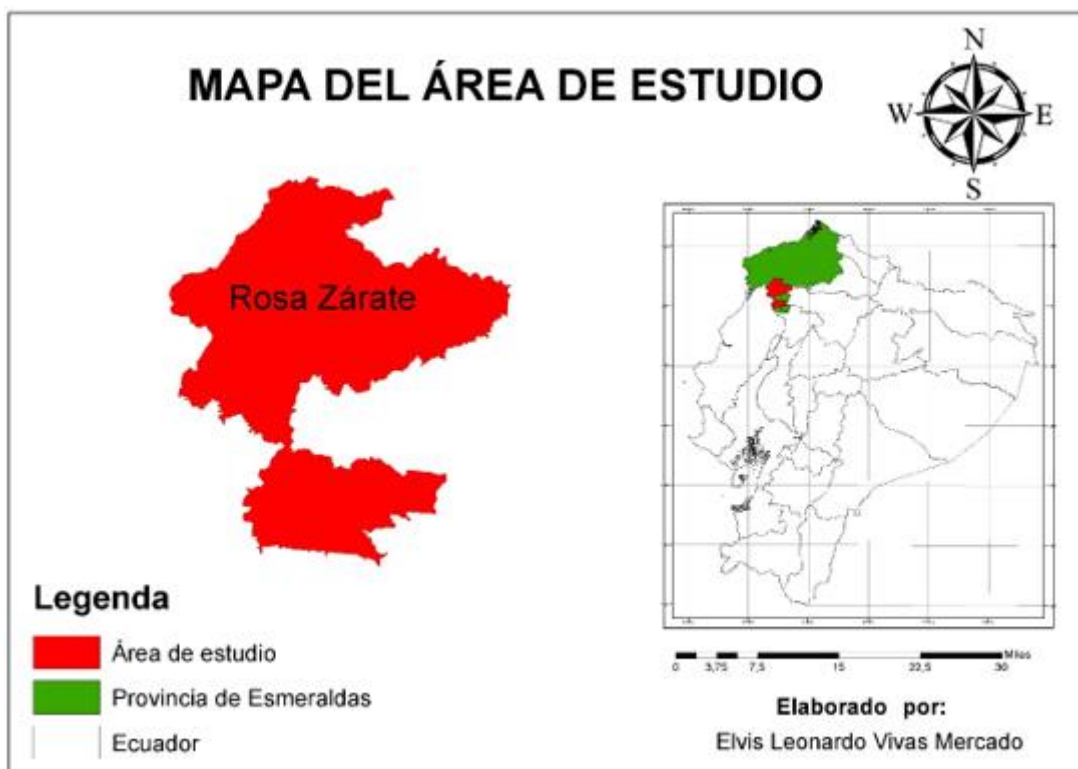 MAPA DEL ÁREA DE ESTUDIO
N
W E
S
Rosa Zárate
Legenda
Área de estudio
Provincia de Esmeraldas
Ecuador
Miles
0 3,75 7,5 15 22,5 30
Elaborado por:
Elvis Leonardo Vivas Mercado